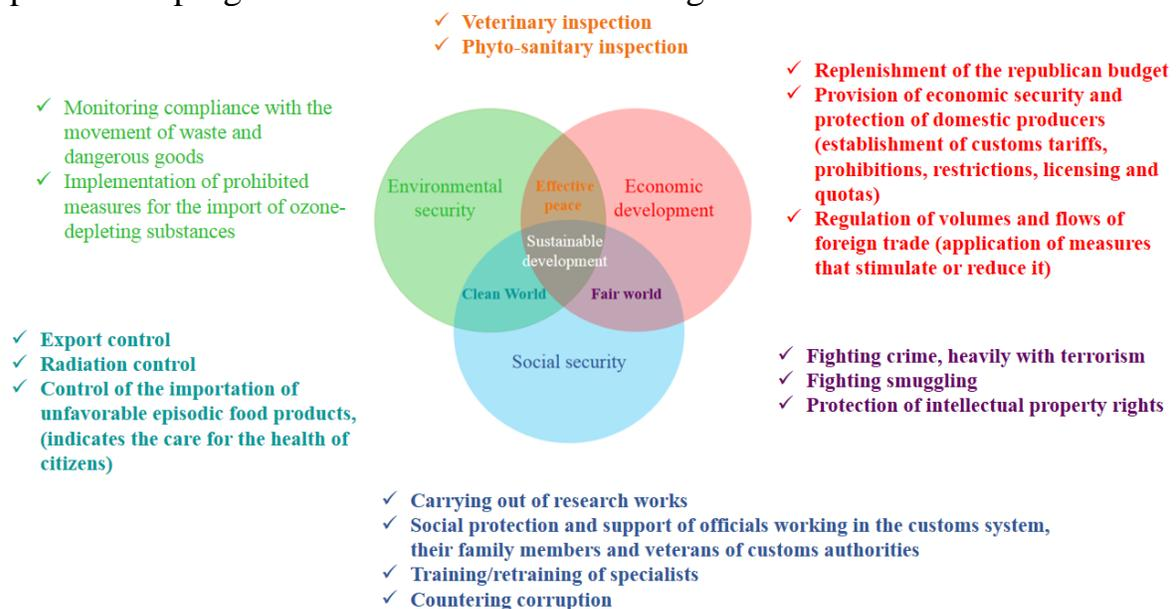 ✓ Veterinary inspection
✓ Phyto-sanitary inspection
✓ Monitoring compliance with the
movement of waste and
dangerous goods
✓ Implementation of prohibited
measures for the import of ozone-
depleting substances
✓ Replenishment of the republican budget
✓ Provision of economic security and
protection of domestic producers
(establishment of customs tariffs,
prohibitions, restrictions, licensing and
quotas)
✓ Regulation of volumes and flows of
foreign trade (application of measures
that stimulate or reduce it)
Environmental
security
Effective
peace
Economic
development
Sustainable
development
Clean World
Fair world
Social security
✓ Export control
✓ Radiation control
✓ Control of the importation of
unfavorable episodic food products,
(indicates the care for the health of
citizens)
✓ Fighting crime, heavily with terrorism
✓ Fighting smuggling
✓ Protection of intellectual property rights
✓ Carrying out of research works
✓ Social protection and support of officials working in the customs system,
their family members and veterans of customs authorities
✓ Training/retraining of specialists
✓ Countering corruption